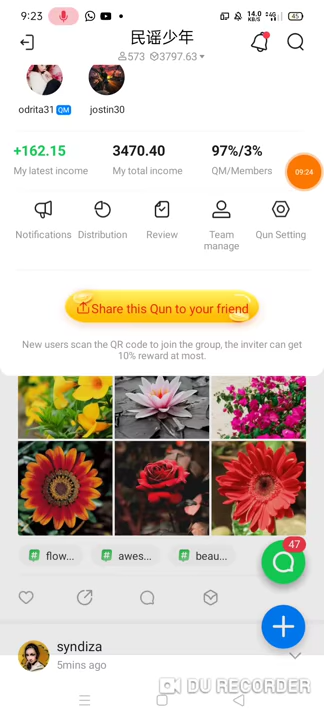 9:23
14.0
KB/S
4G
45
民谣少年
573 3797.63
odrita31 QM
jostin30
+162.15
3470.40
97%/3%
My latest income
My total income
QM/Members
09:24
Notifications
Distribution
Review
Team
manage
Qun Setting
Share this Qun to your friend
New users scan the QR code to join the group, the inviter can get
10% reward at most.
# flow...
# awes...
# beau...
47
syndiza
5mins ago
DU RECORDER